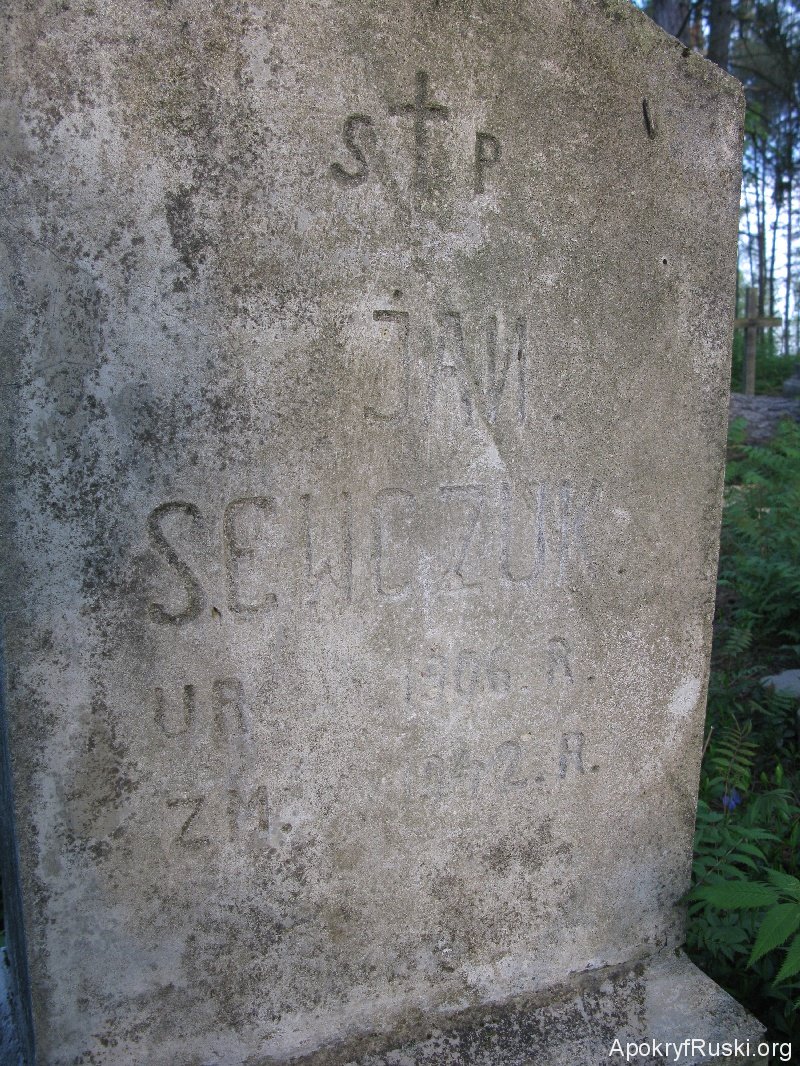 S P
JAN
SEWCZUK
UR 1906. R.
ZM. 1942. R.
ApokryfRuski.org